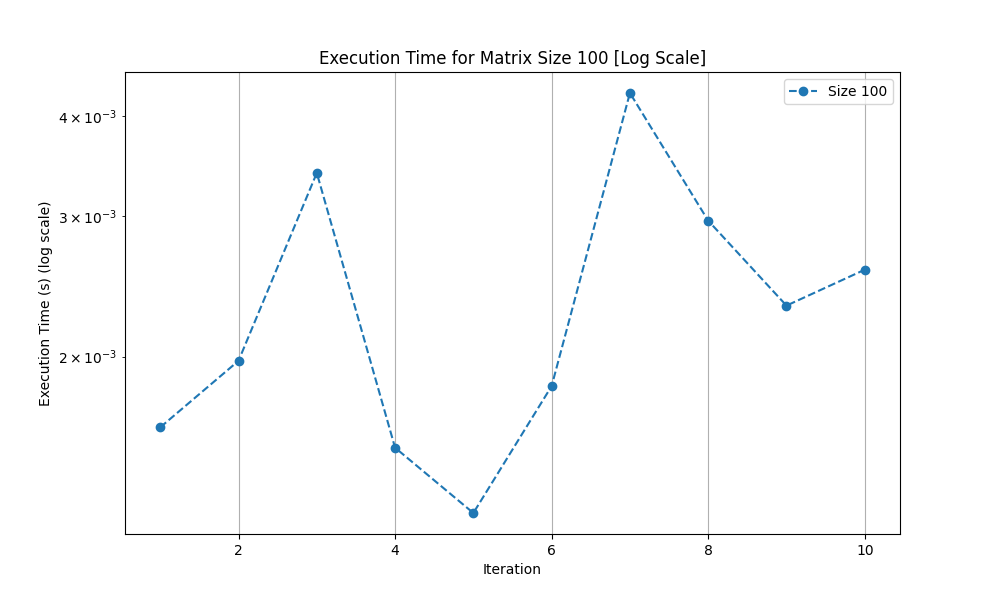 Execution Time for Matrix Size 100 [Log Scale]
Size 100
4 × 10⁻³
3 × 10⁻³
2 × 10⁻³
Execution Time (s) (log scale)
2 4 6 8 10
Iteration